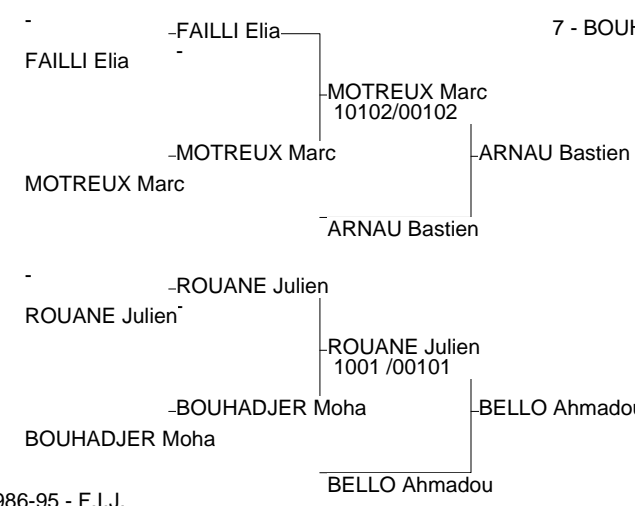 -
FAILLI Elia
7 - BOUH
-
FAILLI Elia
MOTREUX Marc
10102/00102
MOTREUX Marc
ARNAU Bastien
MOTREUX Marc
ARNAU Bastien
-
ROUANE Julien
-
ROUANE Julien
ROUANE Julien
1001 /00101
BOUHADJER Moha
BELLO Ahmadou
BOUHADJER Moha
BELLO Ahmadou
986-95 - F.I.J.